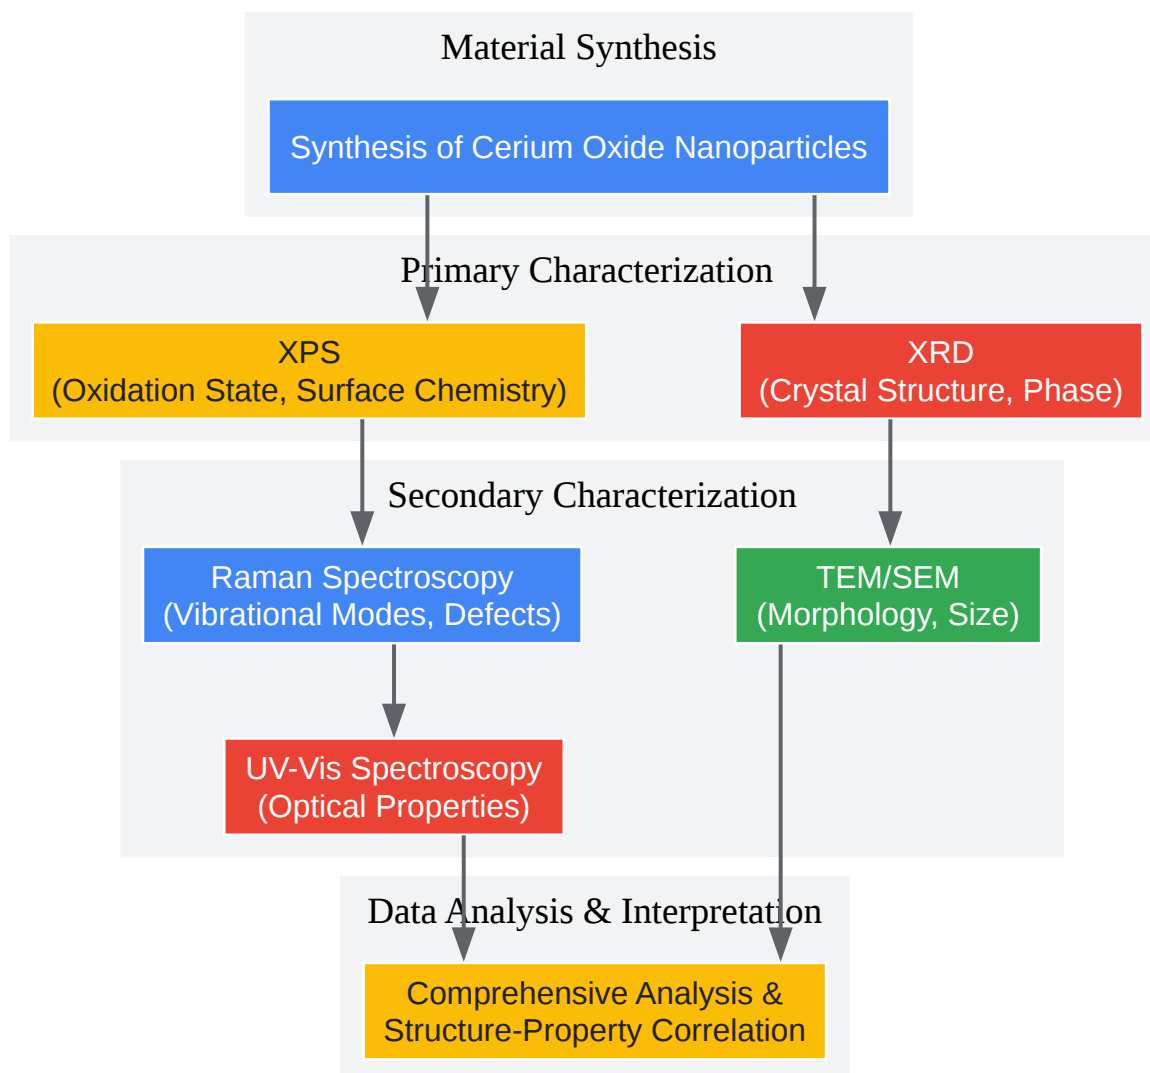 Material Synthesis
Synthesis of Cerium Oxide Nanoparticles
Primary Characterization
XPS
(Oxidation State, Surface Chemistry)
XRD
(Crystal Structure, Phase)
Secondary Characterization
Raman Spectroscopy
(Vibrational Modes, Defects)
TEM/SEM
(Morphology, Size)
UV-Vis Spectroscopy
(Optical Properties)
Data Analysis & Interpretation
Comprehensive Analysis &
Structure-Property Correlation